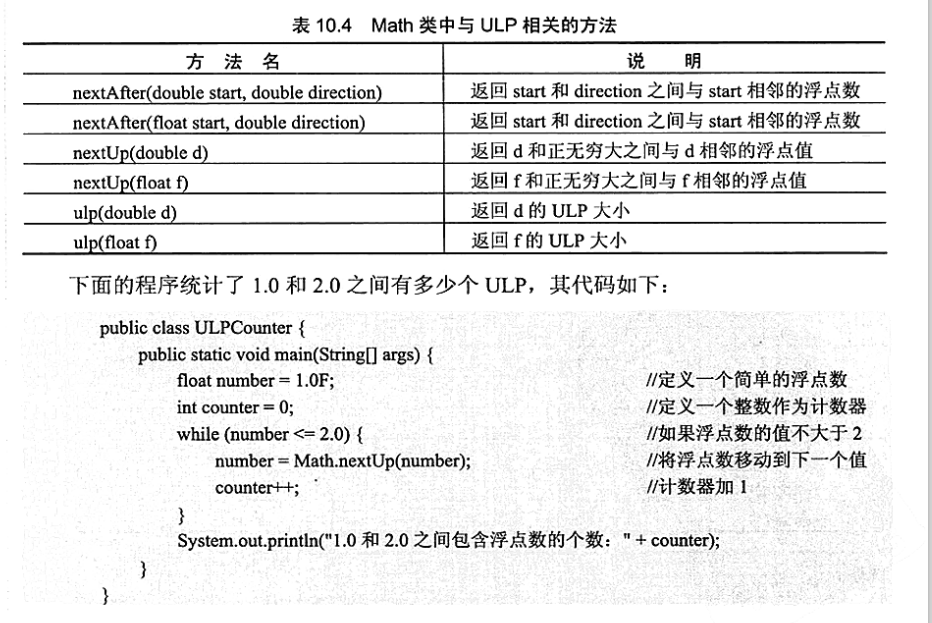 表 10.4 Math 类中与 ULP 相关的方法
方 法 名 说 明
nextAfter(double start, double direction) 返回 start 和 direction 之间与 start 相邻的浮点数
nextAfter(float start, double direction) 返回 start 和 direction 之间与 start 相邻的浮点数
nextUp(double d) 返回 d 和正无穷大之间与 d 相邻的浮点值
nextUp(float f) 返回 f 和正无穷大之间与 f 相邻的浮点值
ulp(double d) 返回 d 的 ULP 大小
ulp(float f) 返回 f 的 ULP 大小
下面的程序统计了 1.0 和 2.0 之间有多少个 ULP，其代码如下：
public class ULPCounter {
public static void main(String[] args) {
float number = 1.0F; //定义一个简单的浮点数
int counter = 0; //定义一个整数作为计数器
while (number <= 2.0) { //如果浮点数的值不大于 2
number = Math.nextUp(number); //将浮点数移动到下一个值
counter++; //计数器加 1
}
System.out.println("1.0 和 2.0 之间包含浮点数的个数：" + counter);
}
}